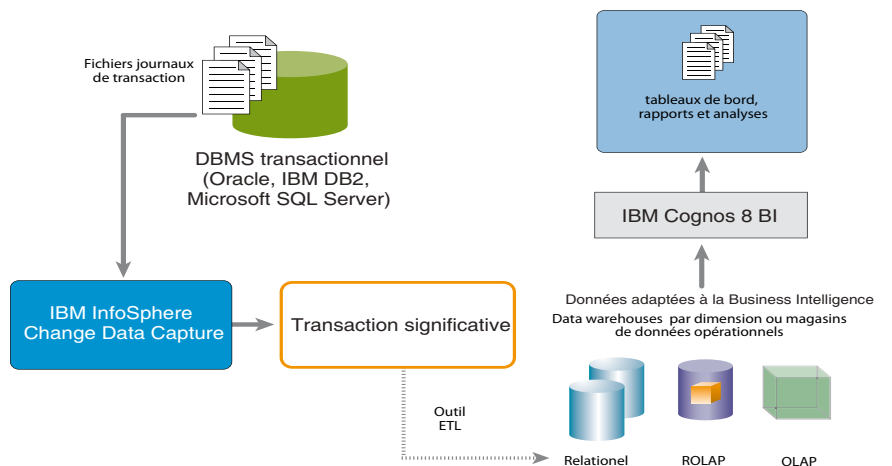 Fichiers journaux
de transaction
DBMS transactionnel
(Oracle, IBM DB2,
Microsoft SQL Server)
IBM InfoSphere
Change Data Capture
Transaction significative
Outil
ETL
tableaux de bord,
rapports et analyses
IBM Cognos 8 BI
Données adaptées à la Business Intelligence
Data warehouses par dimension ou magasins
de données opérationnels
Relationel
ROLAP
OLAP